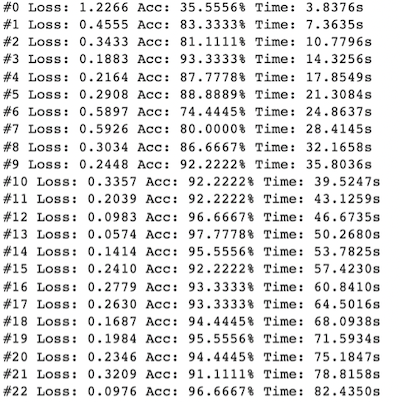 #0 Loss: 1.2266 Acc: 35.5556% Time: 3.8376s
#1 Loss: 0.4555 Acc: 83.3333% Time: 7.3635s
#2 Loss: 0.3433 Acc: 81.1111% Time: 10.7796s
#3 Loss: 0.1883 Acc: 93.3333% Time: 14.3256s
#4 Loss: 0.2164 Acc: 87.7778% Time: 17.8549s
#5 Loss: 0.2908 Acc: 88.8889% Time: 21.3084s
#6 Loss: 0.5897 Acc: 74.4445% Time: 24.8637s
#7 Loss: 0.5926 Acc: 80.0000% Time: 28.4145s
#8 Loss: 0.3034 Acc: 86.6667% Time: 32.1658s
#9 Loss: 0.2448 Acc: 92.2222% Time: 35.8036s
#10 Loss: 0.3357 Acc: 92.2222% Time: 39.5247s
#11 Loss: 0.2039 Acc: 92.2222% Time: 43.1259s
#12 Loss: 0.0983 Acc: 96.6667% Time: 46.6735s
#13 Loss: 0.0574 Acc: 97.7778% Time: 50.2680s
#14 Loss: 0.1414 Acc: 95.5556% Time: 53.7825s
#15 Loss: 0.2410 Acc: 92.2222% Time: 57.4230s
#16 Loss: 0.2779 Acc: 93.3333% Time: 60.8410s
#17 Loss: 0.2630 Acc: 93.3333% Time: 64.5016s
#18 Loss: 0.1687 Acc: 94.4445% Time: 68.0938s
#19 Loss: 0.1984 Acc: 95.5556% Time: 71.5934s
#20 Loss: 0.2346 Acc: 94.4445% Time: 75.1847s
#21 Loss: 0.3209 Acc: 91.1111% Time: 78.8158s
#22 Loss: 0.0976 Acc: 96.6667% Time: 82.4350s